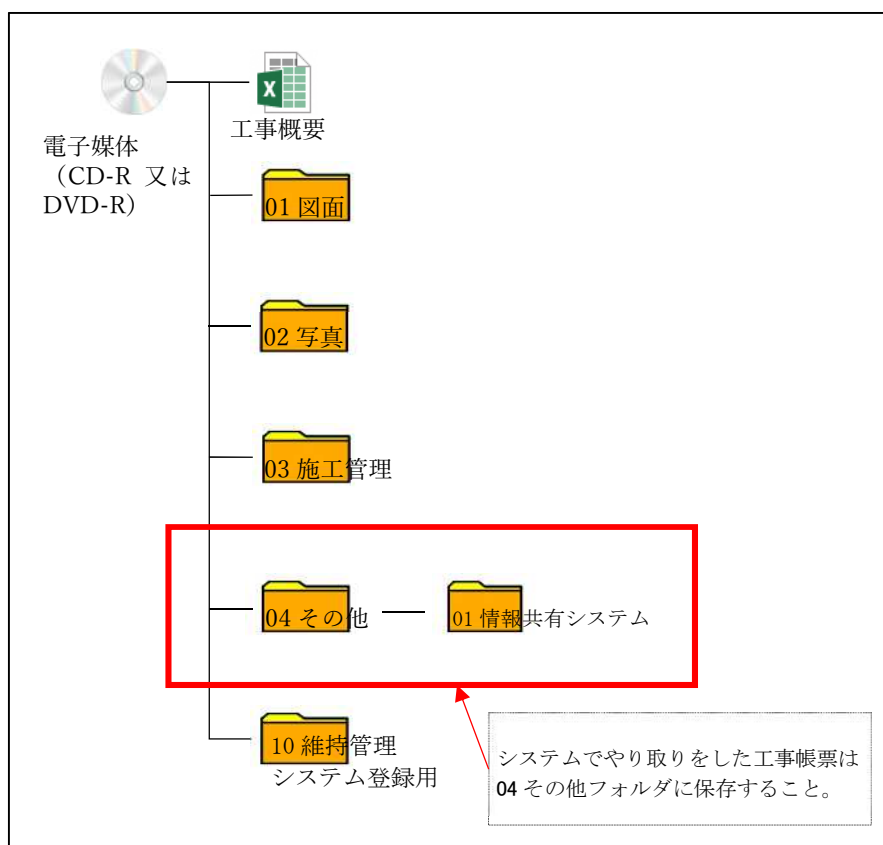 工事概要
電子媒体
（CD-R 又は
DVD-R）
01 図面
02 写真
03 施工管理
04 その他
01 情報共有システム
10 維持管理
システム登録用
システムでやり取りをした工事帳票は
04 その他フォルダに保存すること。